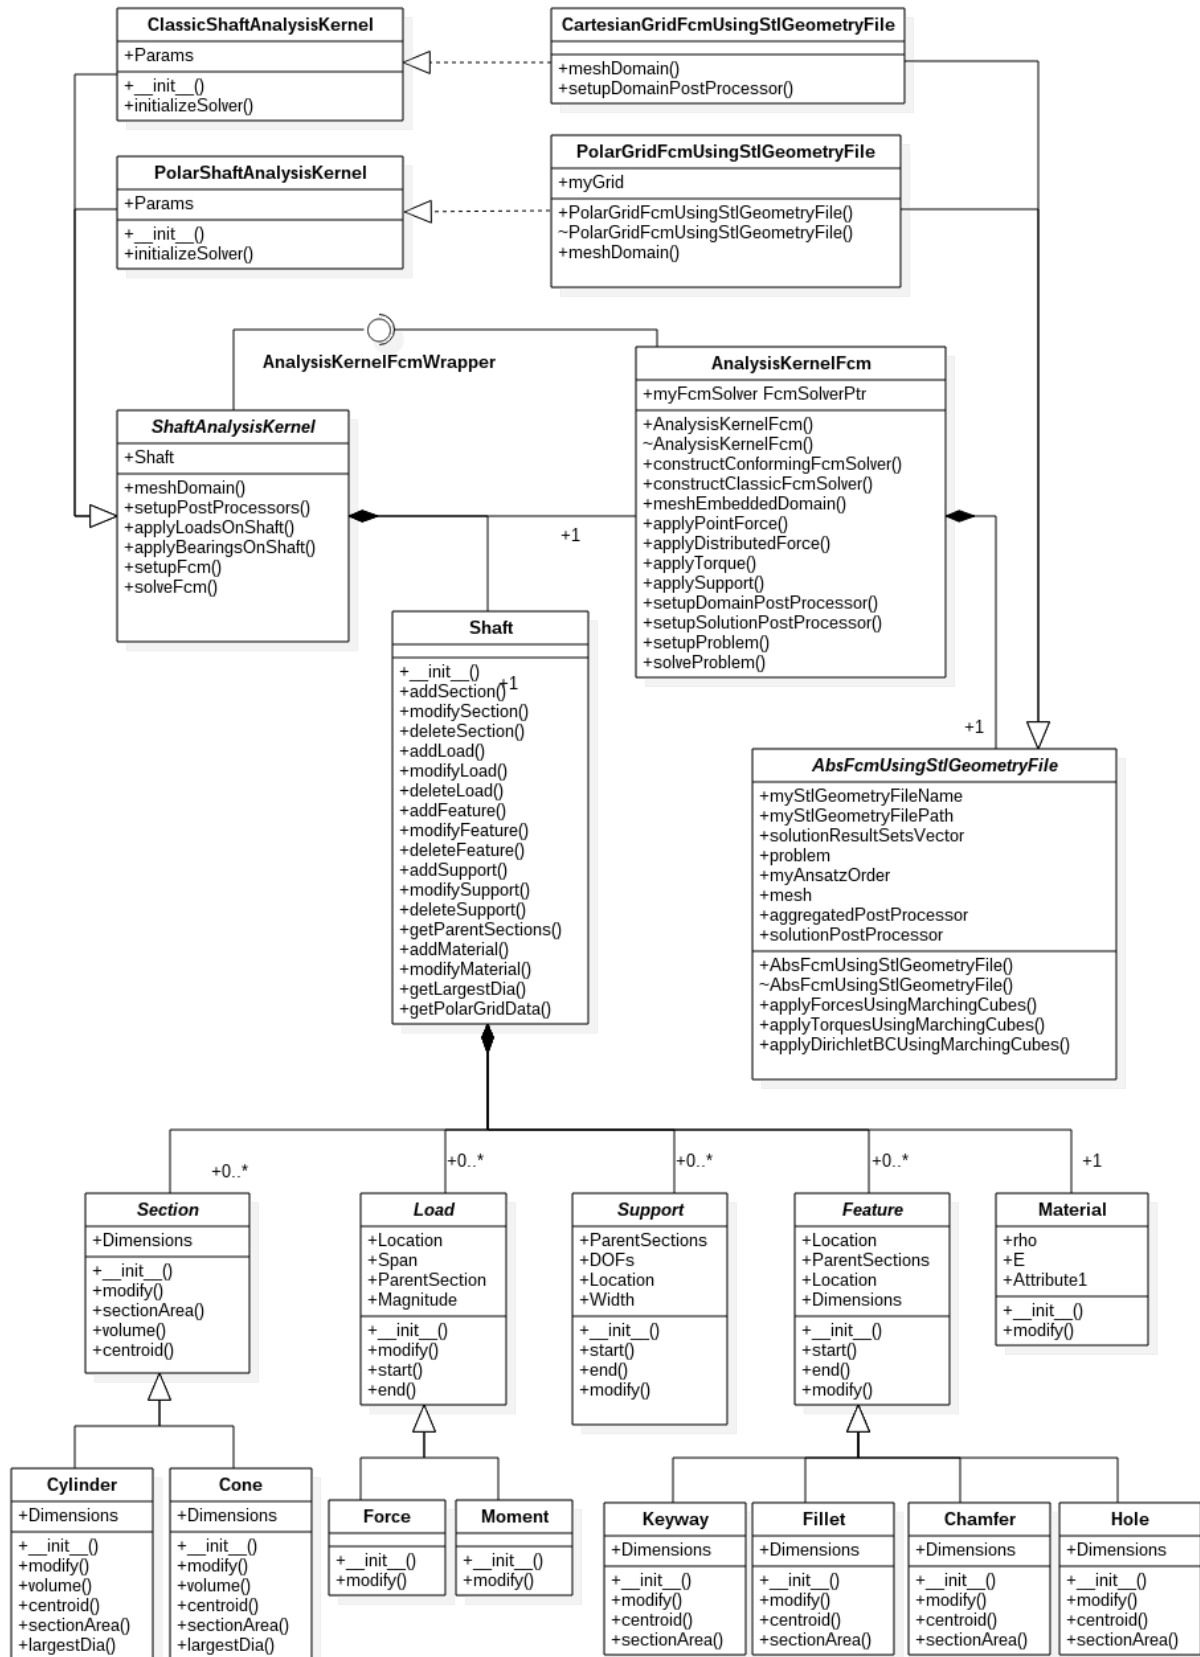 ClassicShaftAnalysisKernel
+Params
+__init__()
+initializeSolver()
CartesianGridFcmUsingStlGeometryFile
+meshDomain()
+setupDomainPostProcessor()
PolarShaftAnalysisKernel
+Params
+__init__()
+initializeSolver()
PolarGridFcmUsingStlGeometryFile
+myGrid
+PolarGridFcmUsingStlGeometryFile()
~PolarGridFcmUsingStlGeometryFile()
+meshDomain()
AnalysisKernelFcmWrapper
ShaftAnalysisKernel
+Shaft
+meshDomain()
+setupPostProcessors()
+applyLoadsOnShaft()
+applyBearingsOnShaft()
+setupFcm()
+solveFcm()
+1
AnalysisKernelFcm
+myFcmSolver FcmSolverPtr
+AnalysisKernelFcm()
~AnalysisKernelFcm()
+constructConformingFcmSolver()
+constructClassicFcmSolver()
+meshEmbeddedDomain()
+applyPointForce()
+applyDistributedForce()
+applyTorque()
+applySupport()
+setupDomainPostProcessor()
+setupSolutionPostProcessor()
+setupProblem()
+solveProblem()
+1
Shaft
+__init__()
+1
+addSection()
+modifySection()
+deleteSection()
+addLoad()
+modifyLoad()
+deleteLoad()
+addFeature()
+modifyFeature()
+deleteFeature()
+addSupport()
+modifySupport()
+deleteSupport()
+getParentSections()
+addMaterial()
+modifyMaterial()
+getLargestDia()
+getPolarGridData()
AbsFcmUsingStlGeometryFile
+myStlGeometryFileName
+myStlGeometryFilePath
+solutionResultSetsVector
+problem
+myAnsatzOrder
+mesh
+aggregatedPostProcessor
+solutionPostProcessor
+AbsFcmUsingStlGeometryFile()
~AbsFcmUsingStlGeometryFile()
+applyForcesUsingMarchingCubes()
+applyTorquesUsingMarchingCubes()
+applyDirichletBCUsingMarchingCubes()
+0..*
+0..*
+0..*
+0..*
+1
Section
+Dimensions
+__init__()
+modify()
+sectionArea()
+volume()
+centroid()
Load
+Location
+Span
+ParentSection
+Magnitude
+__init__()
+modify()
+start()
+end()
Support
+ParentSections
+DOFs
+Location
+Width
+__init__()
+start()
+end()
+modify()
Feature
+Location
+ParentSections
+Location
+Dimensions
+__init__()
+start()
+end()
+modify()
Material
+rho
+E
+Attribute1
+__init__()
+modify()
Cylinder
+Dimensions
+__init__()
+modify()
+volume()
+centroid()
+sectionArea()
+largestDia()
Cone
+Dimensions
+__init__()
+modify()
+volume()
+centroid()
+sectionArea()
+largestDia()
Force
+__init__()
+modify()
Moment
+__init__()
+modify()
Keyway
+Dimensions
+__init__()
+modify()
+centroid()
+sectionArea()
Fillet
+Dimensions
+__init__()
+modify()
+centroid()
+sectionArea()
Chamfer
+Dimensions
+__init__()
+modify()
+centroid()
+sectionArea()
Hole
+Dimensions
+__init__()
+modify()
+centroid()
+sectionArea()